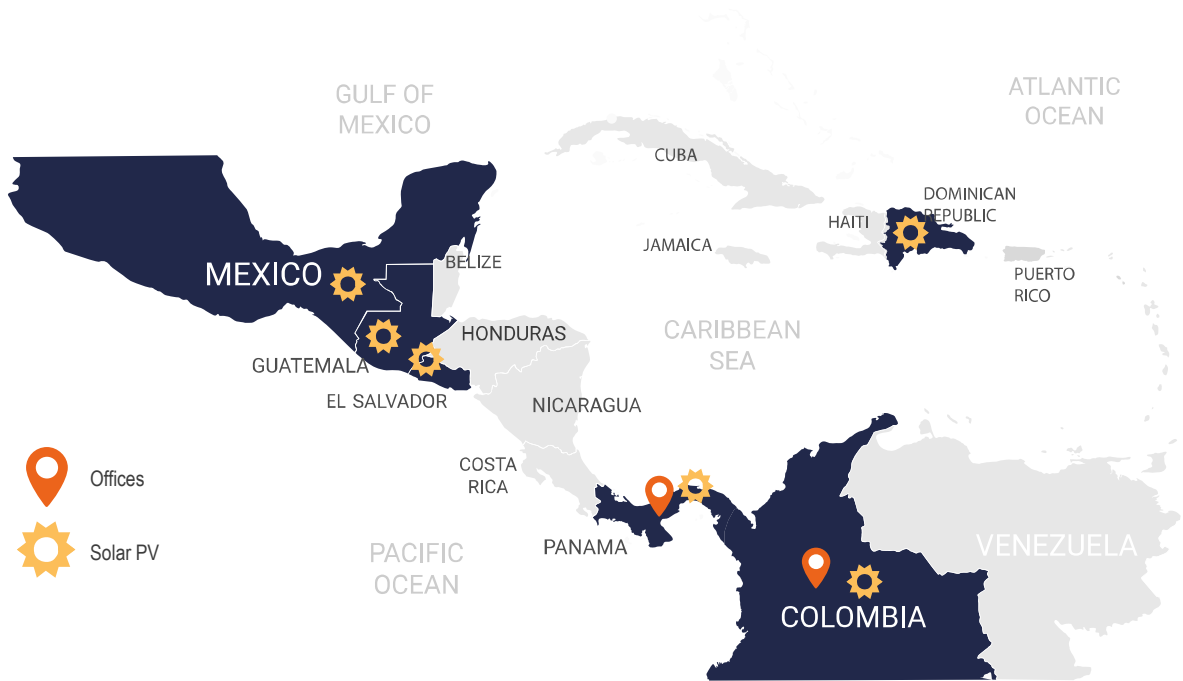 GULF OF
MEXICO
ATLANTIC
OCEAN
CUBA
DOMINICAN
REPUBLIC
HAITI
JAMAICA
MEXICO
BELIZE
PUERTO
RICO
CARIBBEAN
SEA
HONDURAS
GUATEMALA
EL SALVADOR
NICARAGUA
COSTA
RICA
Offices
Solar PV
PANAMA
PACIFIC
OCEAN
VENEZUELA
COLOMBIA